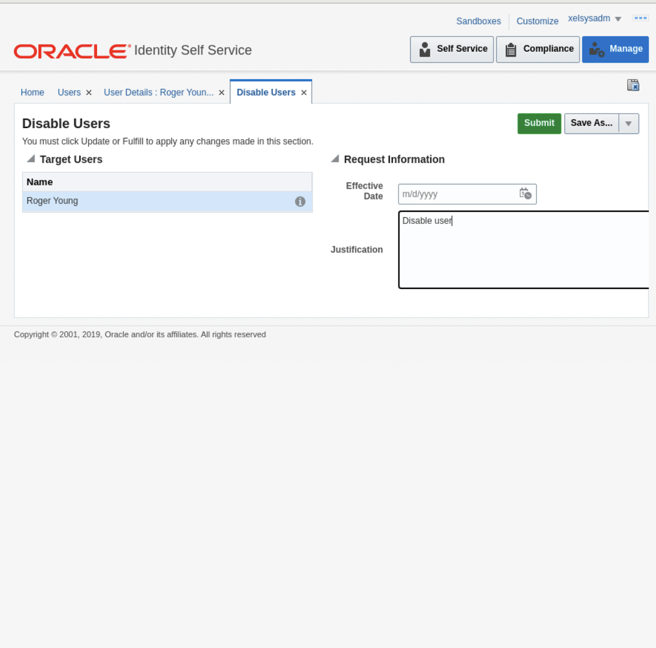 Sandboxes Customize xelsysadm
ORACLE® Identity Self Service
Self Service Compliance Manage
Home Users User Details : Roger Youn... Disable Users
Disable Users
Submit Save As...
You must click Update or Fulfill to apply any changes made in this section.
Target Users
Name
Roger Young
Request Information
Effective
Date
m/d/yyyy
Justification
Disable user
Copyright © 2001, 2019, Oracle and/or its affiliates. All rights reserved